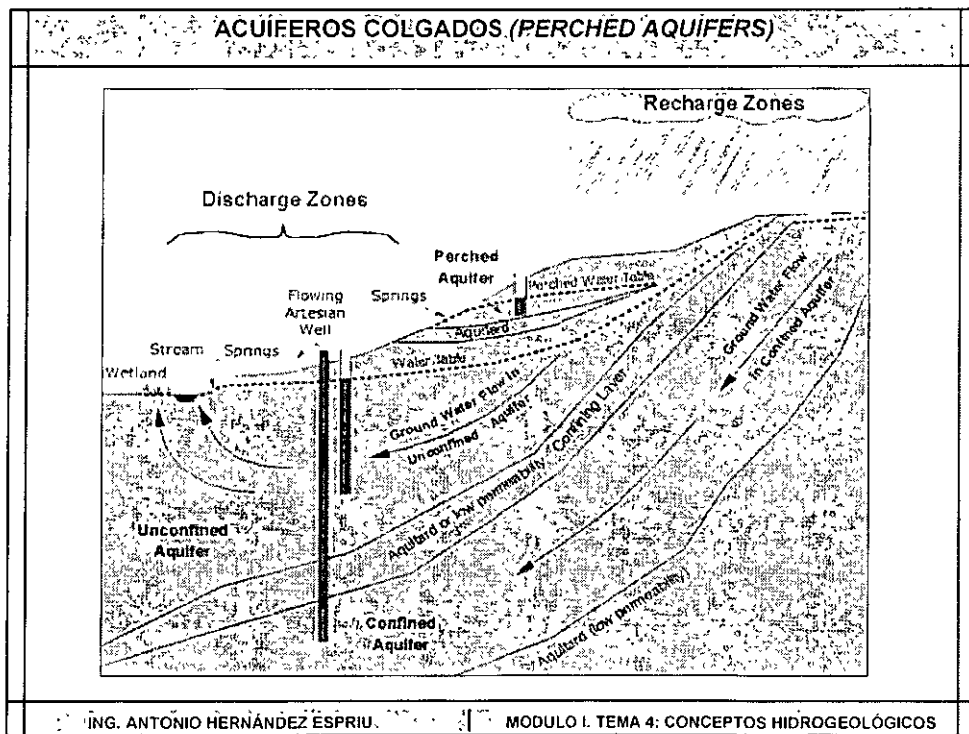 ACUIFEROS COLGADOS (PERCHED AQUIFERS)
Recharge Zones
Discharge Zones
Perched
Aquifer
Perched Water Table
Flowing
Artesian
Well
Springs
Aquitard
Stream
Springs
Wetland
Water Table
Ground Water Flow
In Confined Aquifer
Ground Water Flow In
Unconfined Aquifer
Aquitard or low permeability Confining Layer
Unconfined
Aquifer
Confined
Aquifer
Aquitard (low permeability)
ING. ANTONIO HERNÁNDEZ ESPRIU
MODULO I. TEMA 4: CONCEPTOS HIDROGEOLÓGICOS